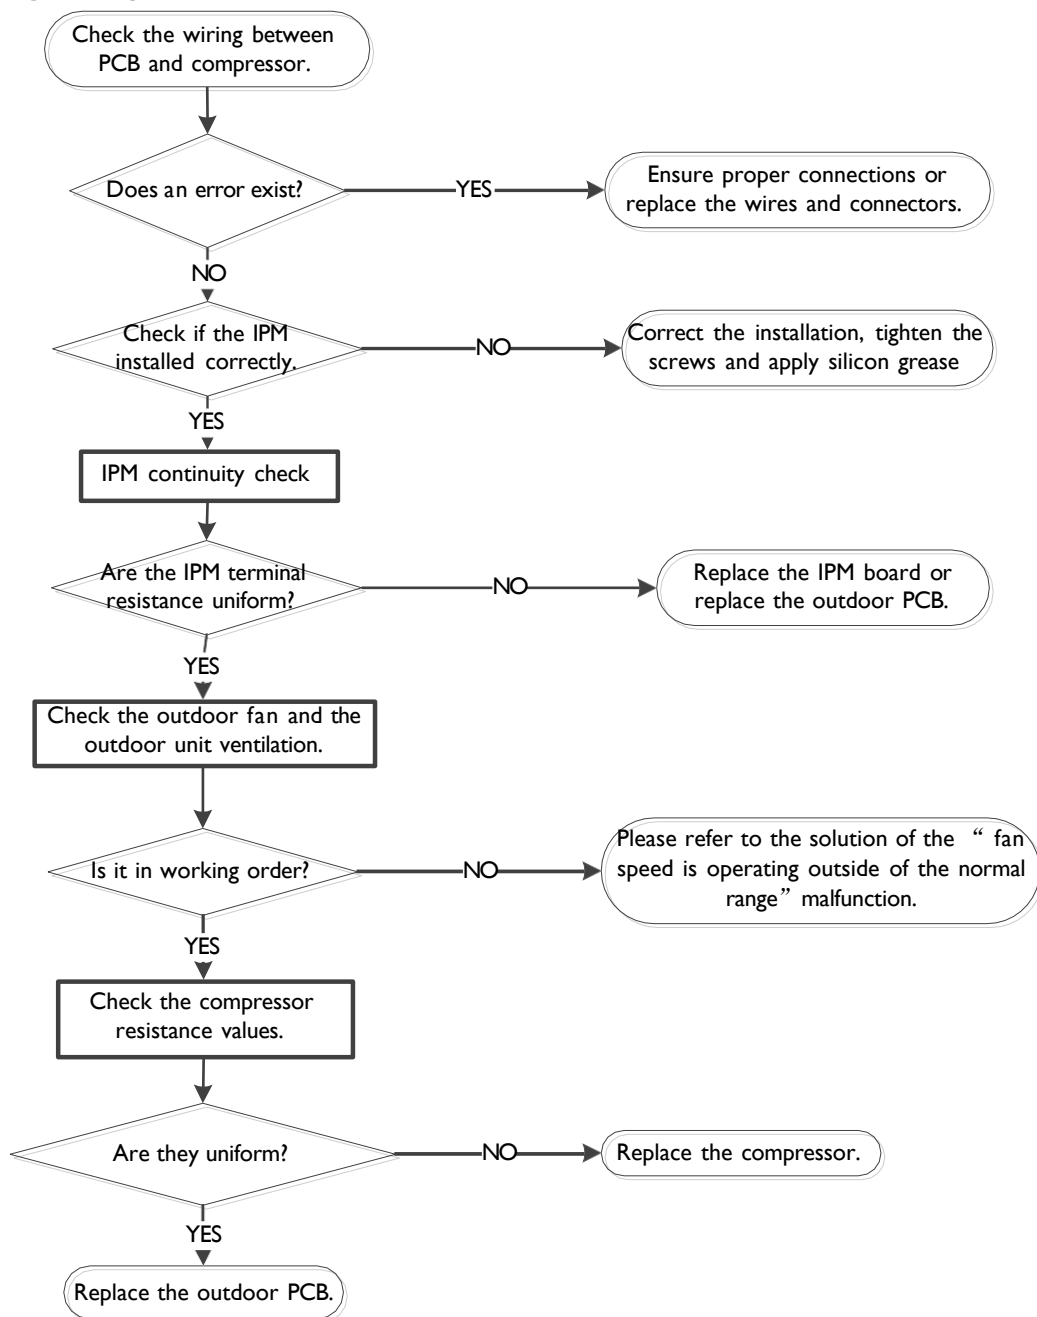 Check the wiring between
PCB and compressor.
Does an error exist?
YES
Ensure proper connections or
replace the wires and connectors.
NO
Check if the IPM
installed correctly.
NO
Correct the installation, tighten the
screws and apply silicon grease
YES
IPM continuity check
Are the IPM terminal
resistance uniform?
NO
Replace the IPM board or
replace the outdoor PCB.
YES
Check the outdoor fan and the
outdoor unit ventilation.
Is it in working order?
NO
Please refer to the solution of the “ fan
speed is operating outside of the normal
range” malfunction.
YES
Check the compressor
resistance values.
Are they uniform?
NO
Replace the compressor.
YES
Replace the outdoor PCB.